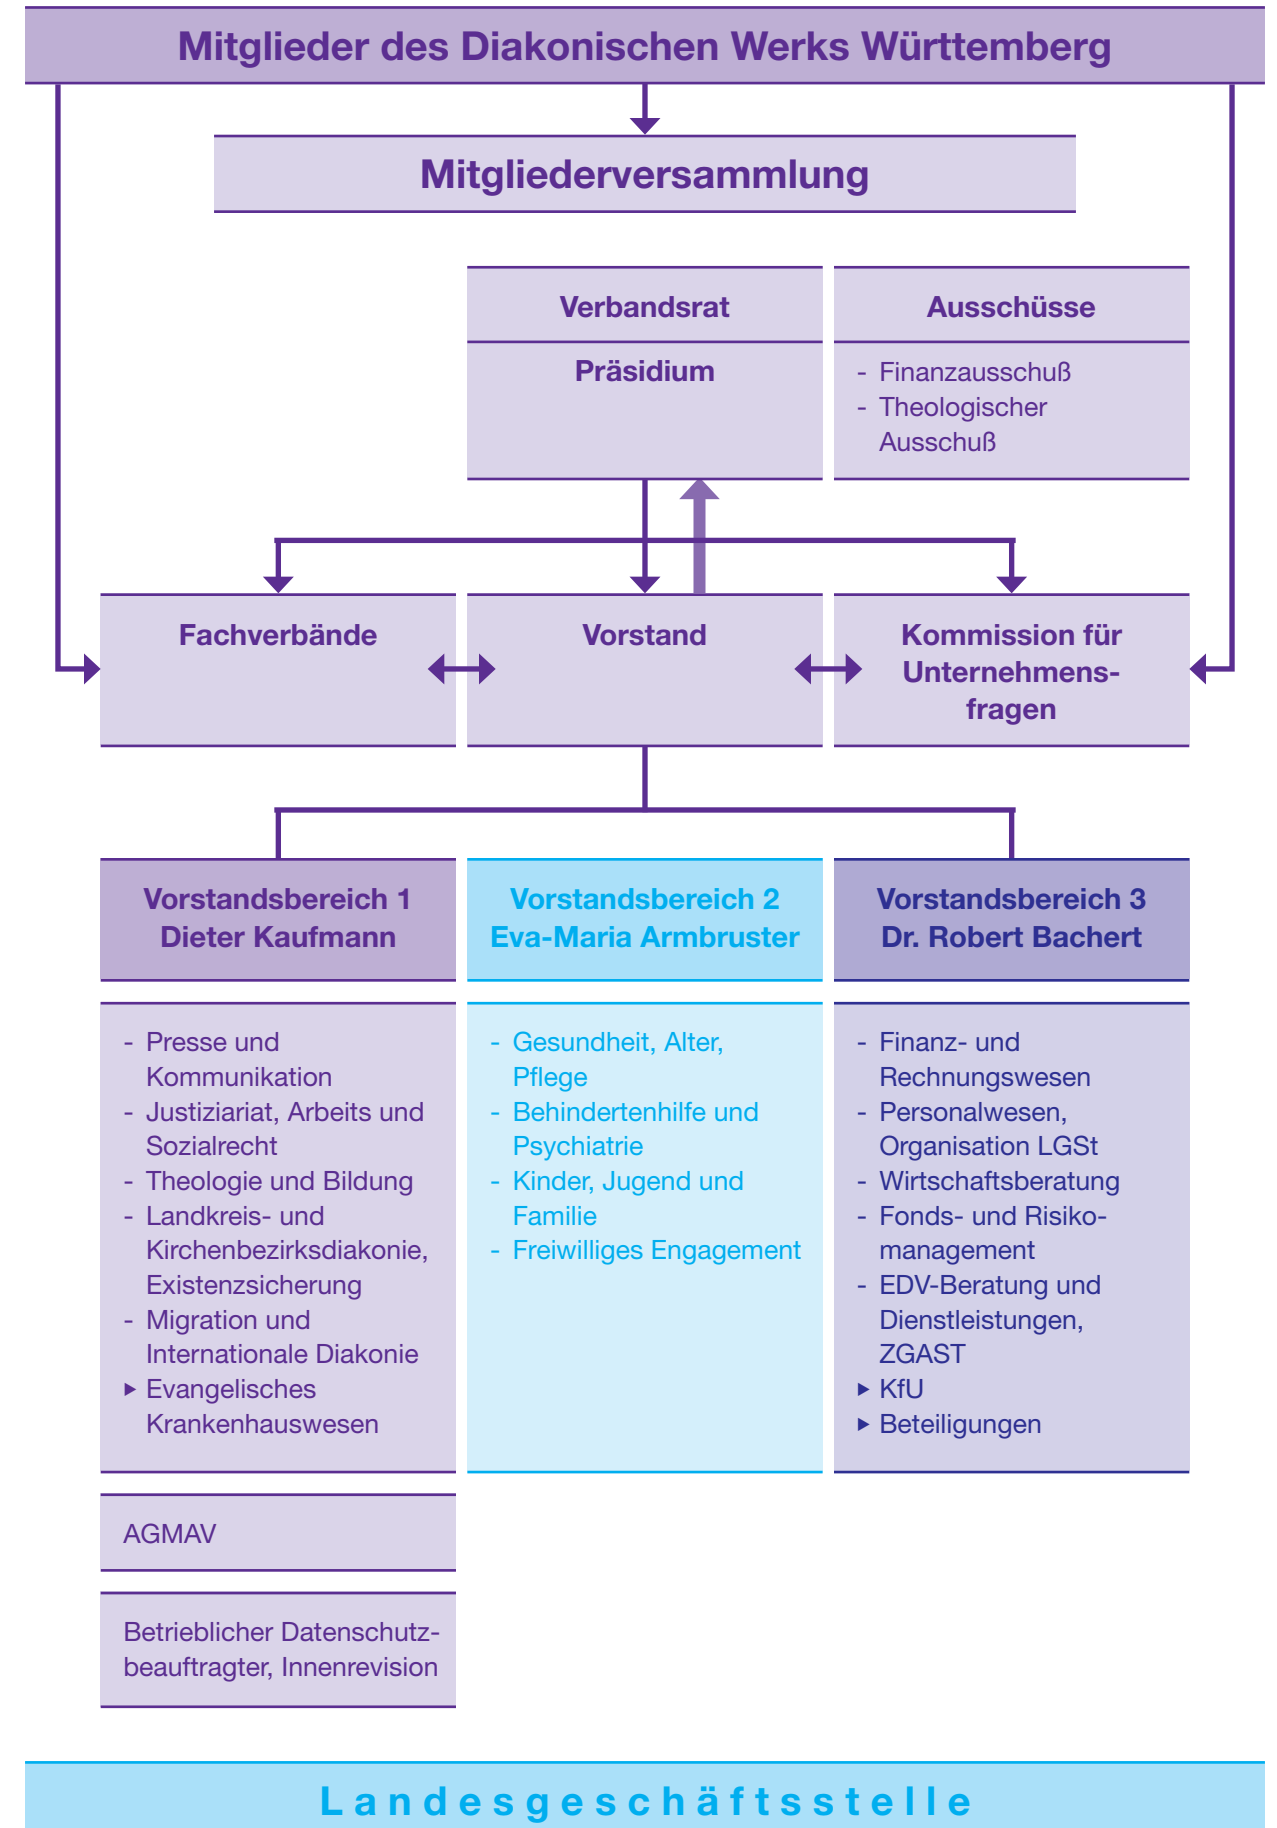 Mitglieder des Diakonischen Werks Württemberg
Mitgliederversammlung
Verbandsrat
Präsidium
Ausschüsse
- Finanzausschuß
- Theologischer
Ausschuß
Fachverbände
Vorstand
Kommission für
Unternehmens-
fragen
Vorstandsbereich 1
Dieter Kaufmann
Vorstandsbereich 2
Eva-Maria Armbruster
Vorstandsbereich 3
Dr. Robert Bachert
- Presse und
Kommunikation
- Justiziariat, Arbeits und
Sozialrecht
- Theologie und Bildung
- Landkreis- und
Kirchenbezirksdiakonie,
Existenzsicherung
- Migration und
Internationale Diakonie
▸ Evangelisches
Krankenhauswesen
- Gesundheit, Alter,
Pflege
- Behindertenhilfe und
Psychiatrie
- Kinder, Jugend und
Familie
- Freiwilliges Engagement
- Finanz- und
Rechnungswesen
- Personalwesen,
Organisation LGSt
- Wirtschaftsberatung
- Fonds- und Risiko-
management
- EDV-Beratung und
Dienstleistungen,
ZGAST
▸ KfU
▸ Beteiligungen
AGMAV
Betrieblicher Datenschutz-
beauftragter, Innenrevision
Landesgeschäftsstelle